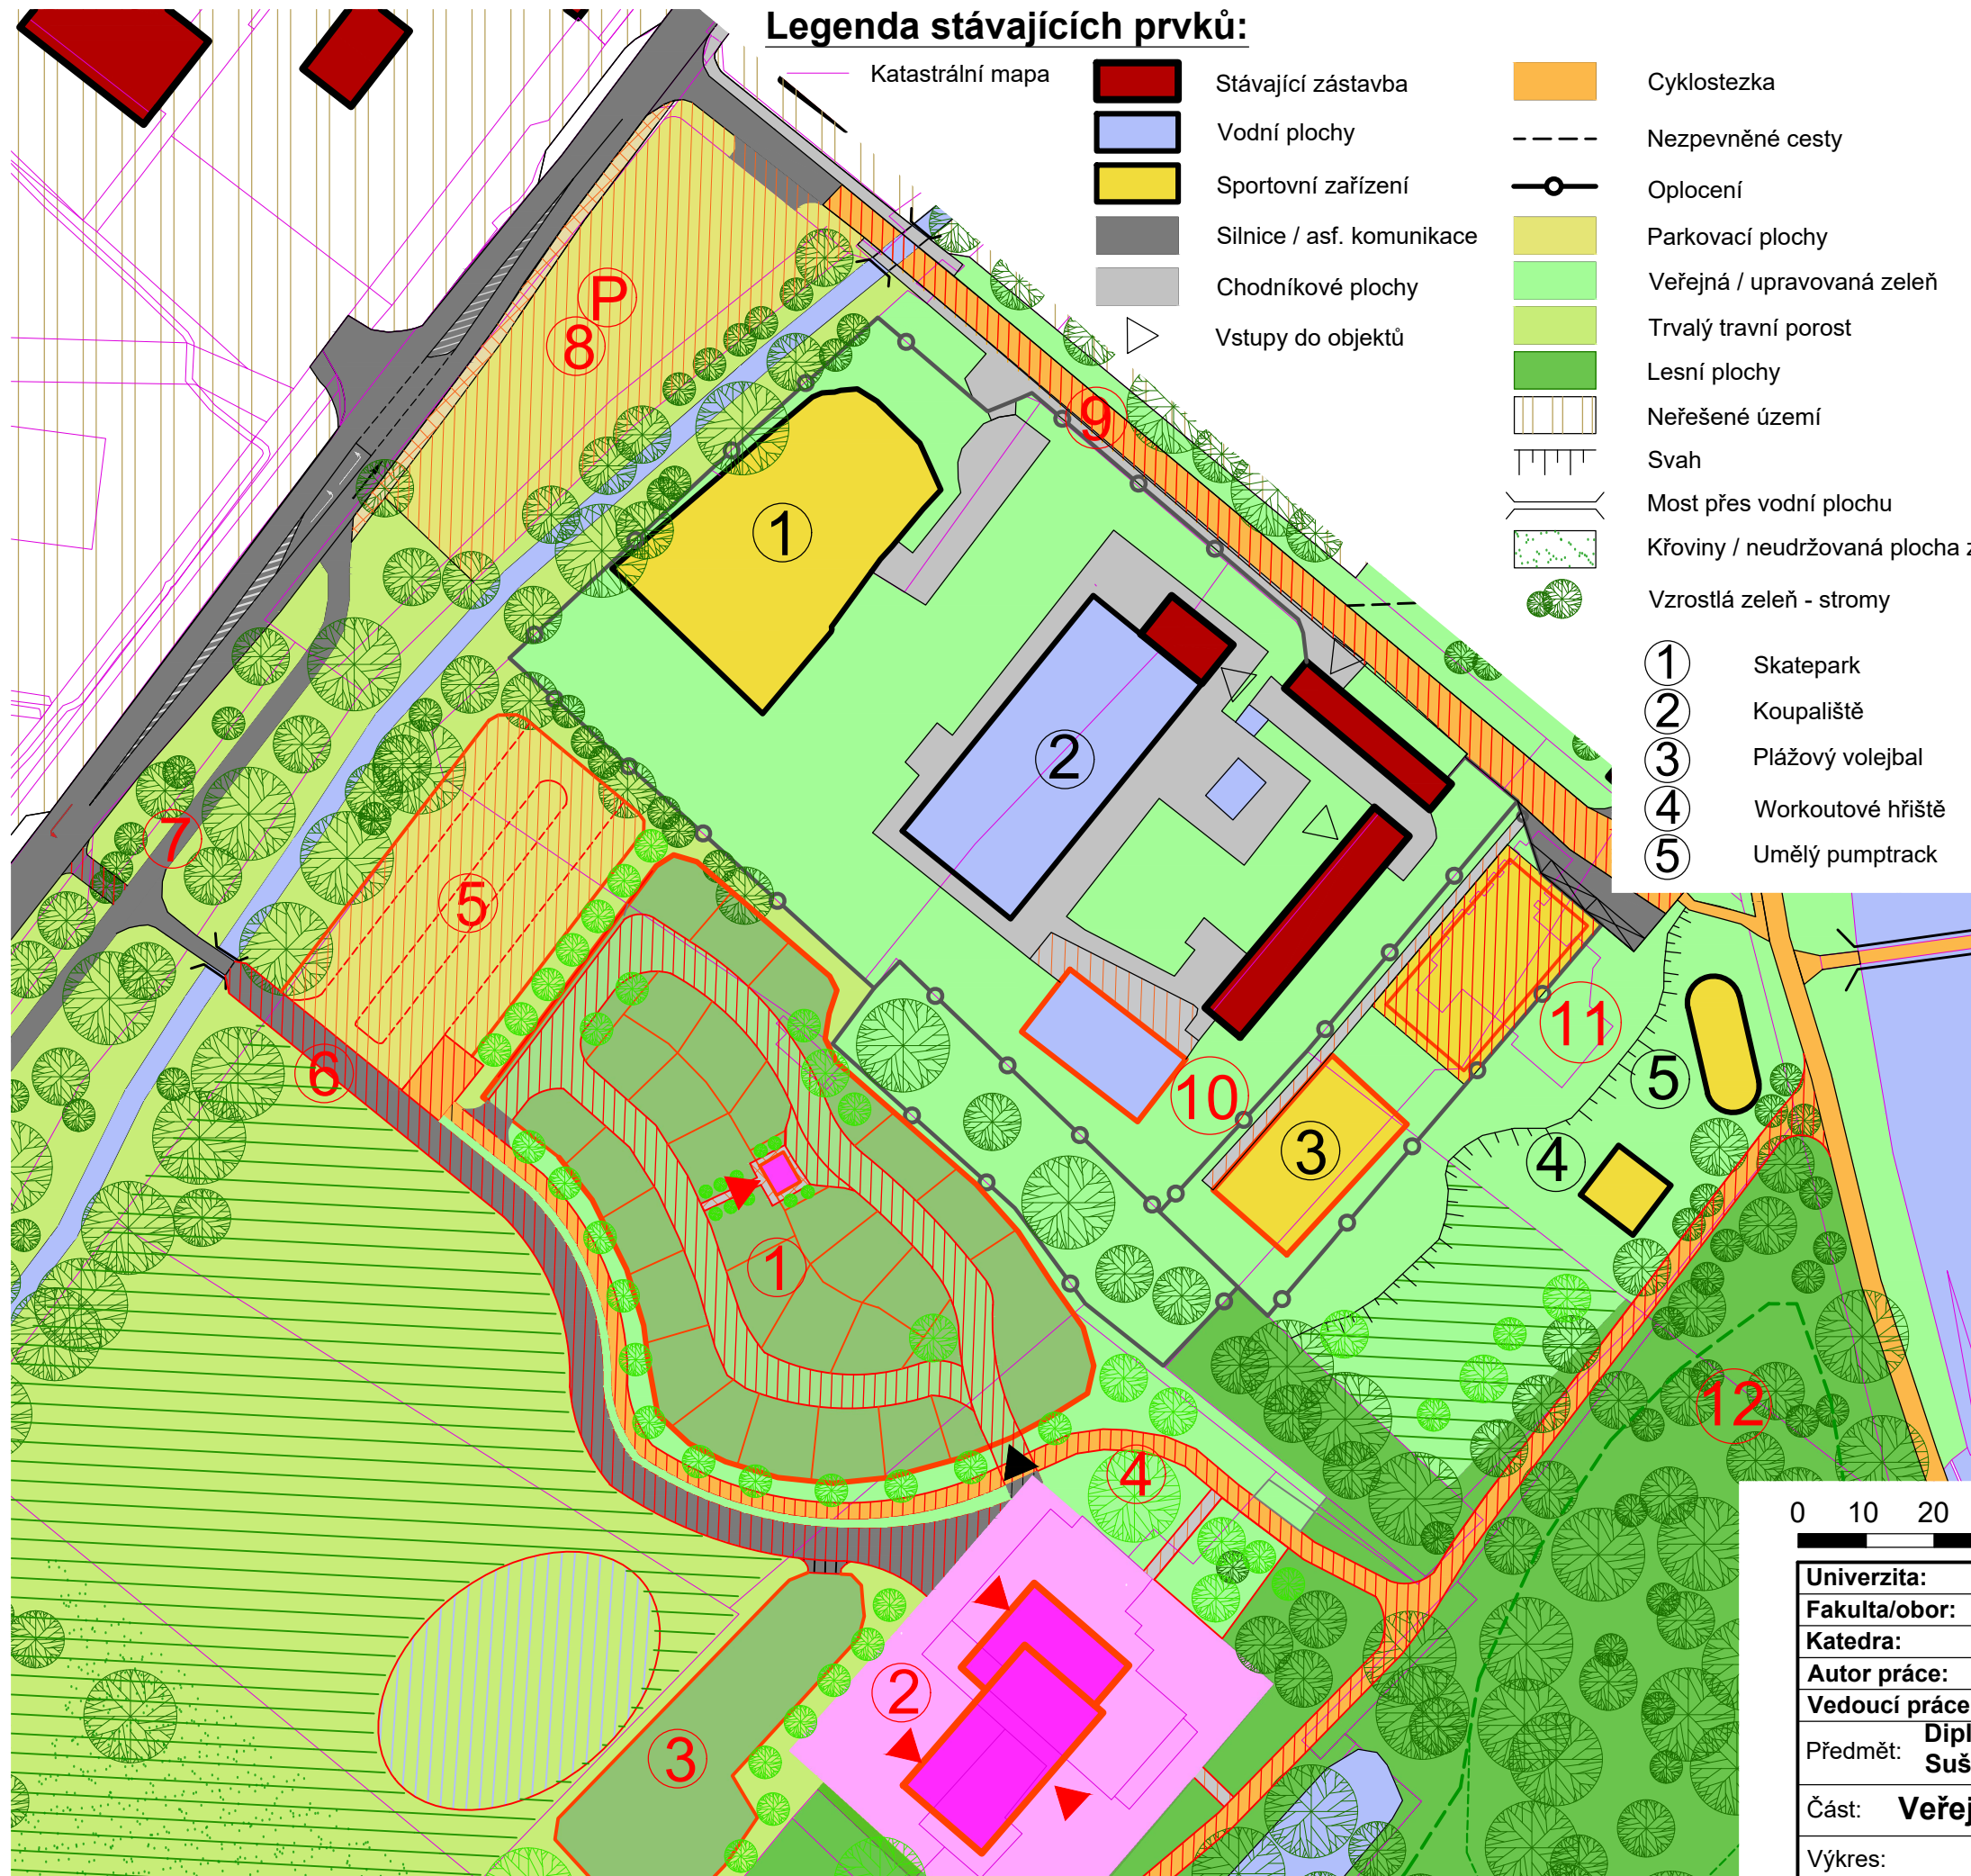 Legenda stávajících prvků:
Katastrální mapa
Stávající zástavba
Vodní plochy
Sportovní zařízení
Silnice / asf. komunikace
Chodníkové plochy
Vstupy do objektů
Cyklostezka
Nezpevněné cesty
Oplocení
Parkovací plochy
Veřejná / upravovaná zeleň
Trvalý travní porost
Lesní plochy
Neřešené území
Svah
Most přes vodní plochu
Křoviny / neudržovaná plocha z
Vzrostlá zeleň - stromy
1 Skatepark
2 Koupaliště
3 Plážový volejbal
4 Workoutové hřiště
5 Umělý pumptrack
P
8
9
1
2
7
5
6
11
10
5
3
4
1
12
4
2
3
0 10 20
Univerzita:
Fakulta/obor:
Katedra:
Autor práce:
Vedoucí práce
Předmět: Dipl
Suš
Část: Veřej
Výkres: